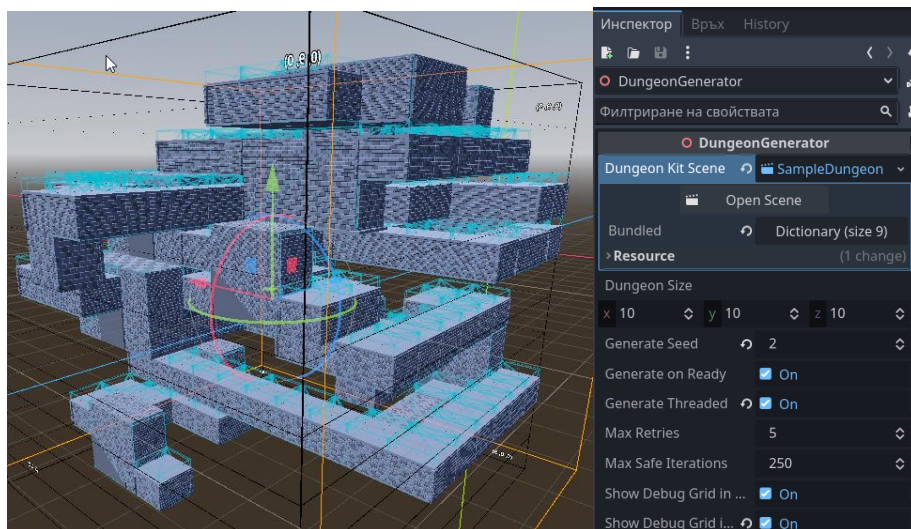 (0, 9, 0)
Инспектор Връх History
DungeonGenerator
Филтриране на свойствата
DungeonGenerator
Dungeon Kit Scene SampleDungeon
Open Scene
Bundled Dictionary (size 9)
Resource (1 change)
Dungeon Size
x 10 y 10 z 10
Generate Seed 2
Generate on Ready On
Generate Threaded On
Max Retries 5
Max Safe Iterations 250
Show Debug Grid in ... On
Show Debug Grid i... On